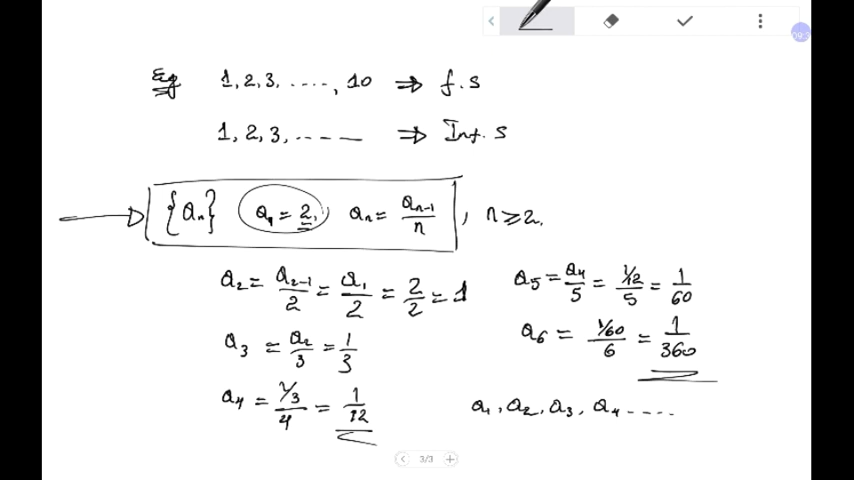 Eg 1, 2, 3, ....., 10 ⇒ f.s
1, 2, 3, ----- ⇒ Inf. S
{aₙ} a₁ = 2, aₙ = aₙ₋₁/n, n ≥ 2.
a₂ = a₂₋₁/2 = a₁/2 = 2/2 = 1
a₃ = a₂/3 = 1/3
a₄ = 1/3/4 = 1/12
a₅ = a₄/5 = 1/12/5 = 1/60
a₆ = 1/60/6 = 1/360
a₁, a₂, a₃, a₄ -----
3/3